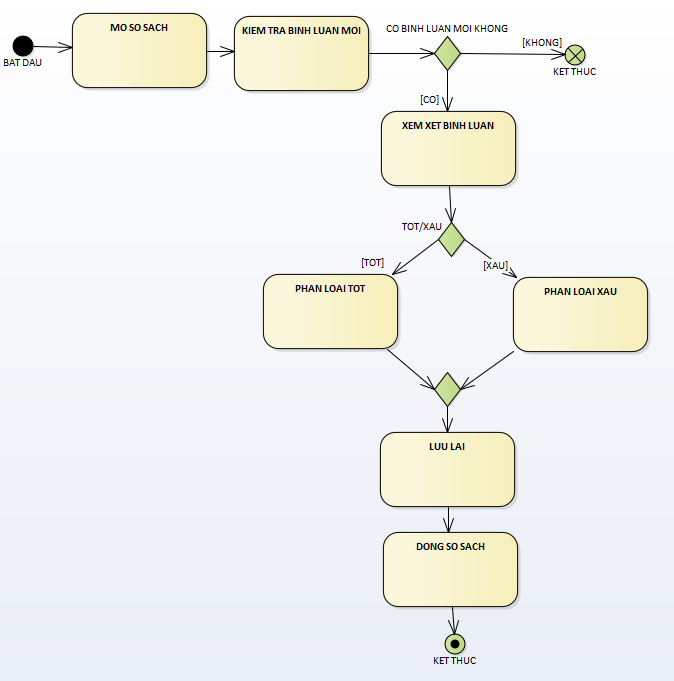 BAT DAU
MO SO SACH
KIEM TRA BINH LUAN MOI
CO BINH LUAN MOI KHONG
[KHONG]
KET THUC
[CO]
XEM XET BINH LUAN
TOT/XAU
[TOT]
[XAU]
PHAN LOAI TOT
PHAN LOAI XAU
LUU LAI
DONG SO SACH
KET THUC